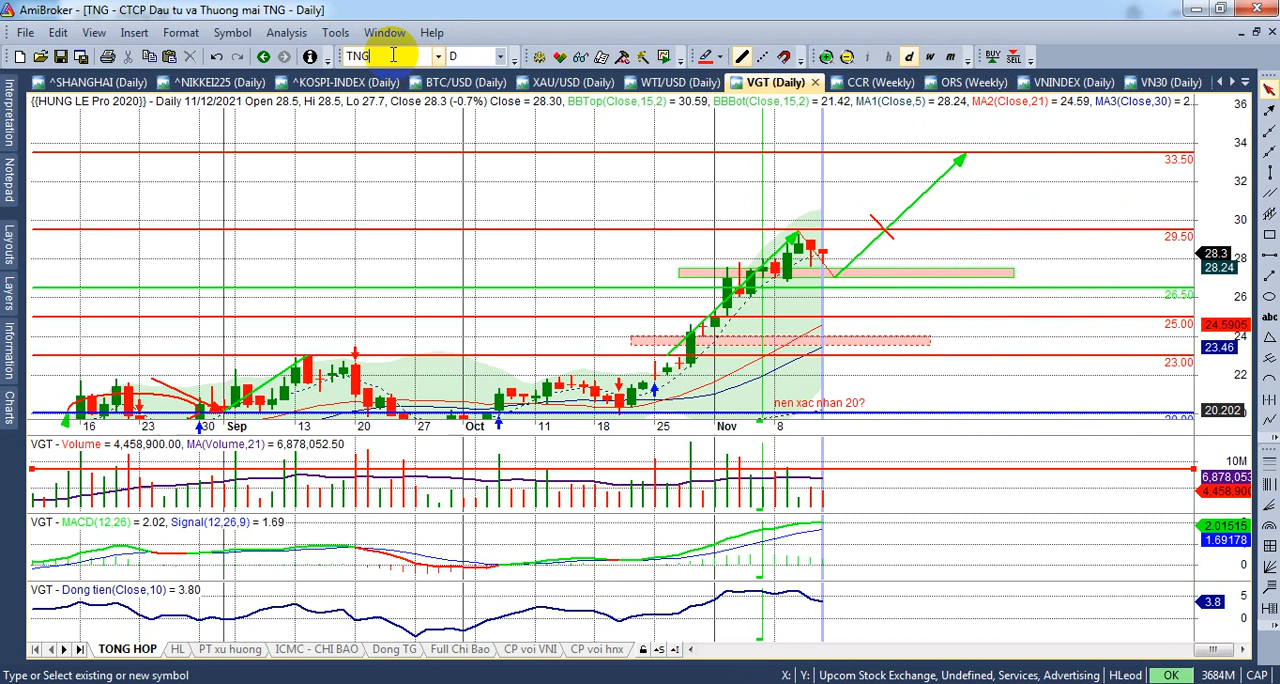 AmiBroker - [TNG - CTCP Dau tu va Thuong mai TNG - Daily]
File Edit View Insert Format Symbol Analysis Tools Window Help
TNG D
d w m BUY SELL
^SHANGHAI (Daily) ^NIKKEI225 (Daily) ^KOSPI-INDEX (Daily) BTC/USD (Daily) XAU/USD (Daily) WTI/USD (Daily) VGT (Daily) CCR (Weekly) ORS (Weekly) VNINDEX (Daily) VN30 (Daily)
Interpretation
Notepad
Layouts
Layers
Information
Charts
{{HUNG LE Pro 2020}} - Daily 11/12/2021 Open 28.5, Hi 28.5, Lo 27.7, Close 28.3 (-0.7%) Close = 28.30, BBTop(Close,15,2) = 30.59, BBBot(Close,15,2) = 21.42, MA1(Close,5) = 28.24, MA2(Close,21) = 24.59, MA3(Close,30) = 2...
36
34
33.50
32
30
29.50
28.3
28.24
28
26.50
26
25.00
24.5905
24
23.46
23.00
22
20.202
nen xac nhan 20?
16 23 30 Sep 13 20 27 Oct 11 18 25 Nov 8
VGT - Volume = 4,458,900.00, MA(Volume,21) = 6,878,052.50
10M
6,878,053
4,458,900
VGT - MACD(12,26) = 2.02, Signal(12,26,9) = 1.69
2.01515
1.69178
0
VGT - Dong tien(Close,10) = 3.80
5
3.8
0
TONG HOP HL PT xu huong ICMC - CHI BAO Dong TG Full Chi Bao CP voi VNI CP voi hnx
abc
Type or Select existing or new symbol X: Y: Upcom Stock Exchange, Undefined, Services, Advertising HLeod OK 3684M CAP